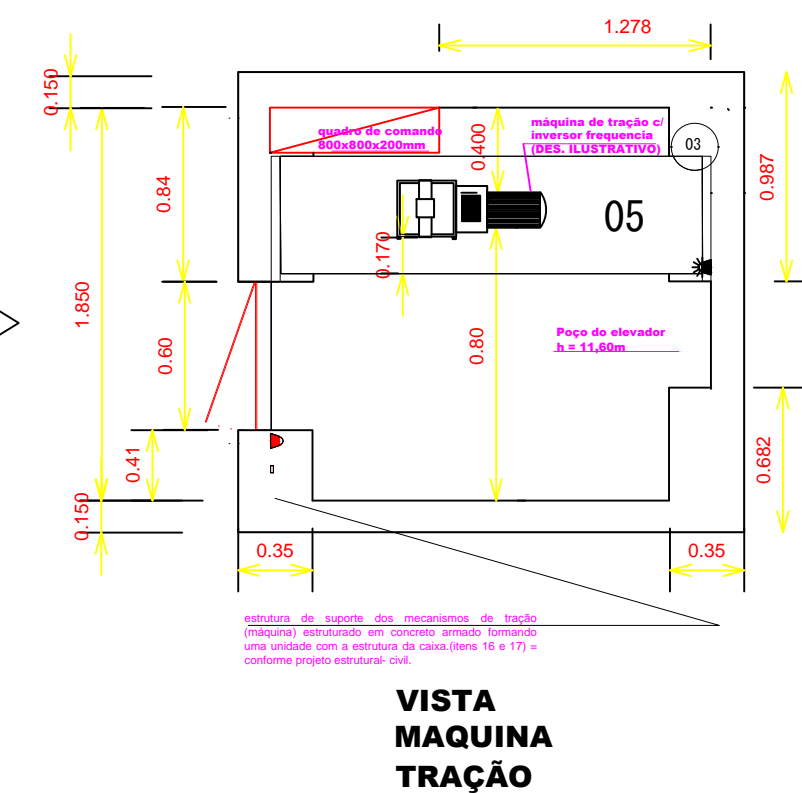 1.278
0.150
quadro de comando
800x800x200mm
máquina de tração c/
inversor frequencia
(DES. ILUSTRATIVO)
03
0.400
0.987
0.84
05
0.170
1.850
0.60
0.80
Poço do elevador
h = 11,60m
0.41
0.682
0.150
0.35
0.35
estrutura de suporte dos mecanismos de tração
(máquina) estruturado em concreto armado formando
uma unidade com a estrutura da caixa.(itens 16 e 17) =
conforme projeto estrutural- civil.
VISTA
MAQUINA
TRAÇÃO